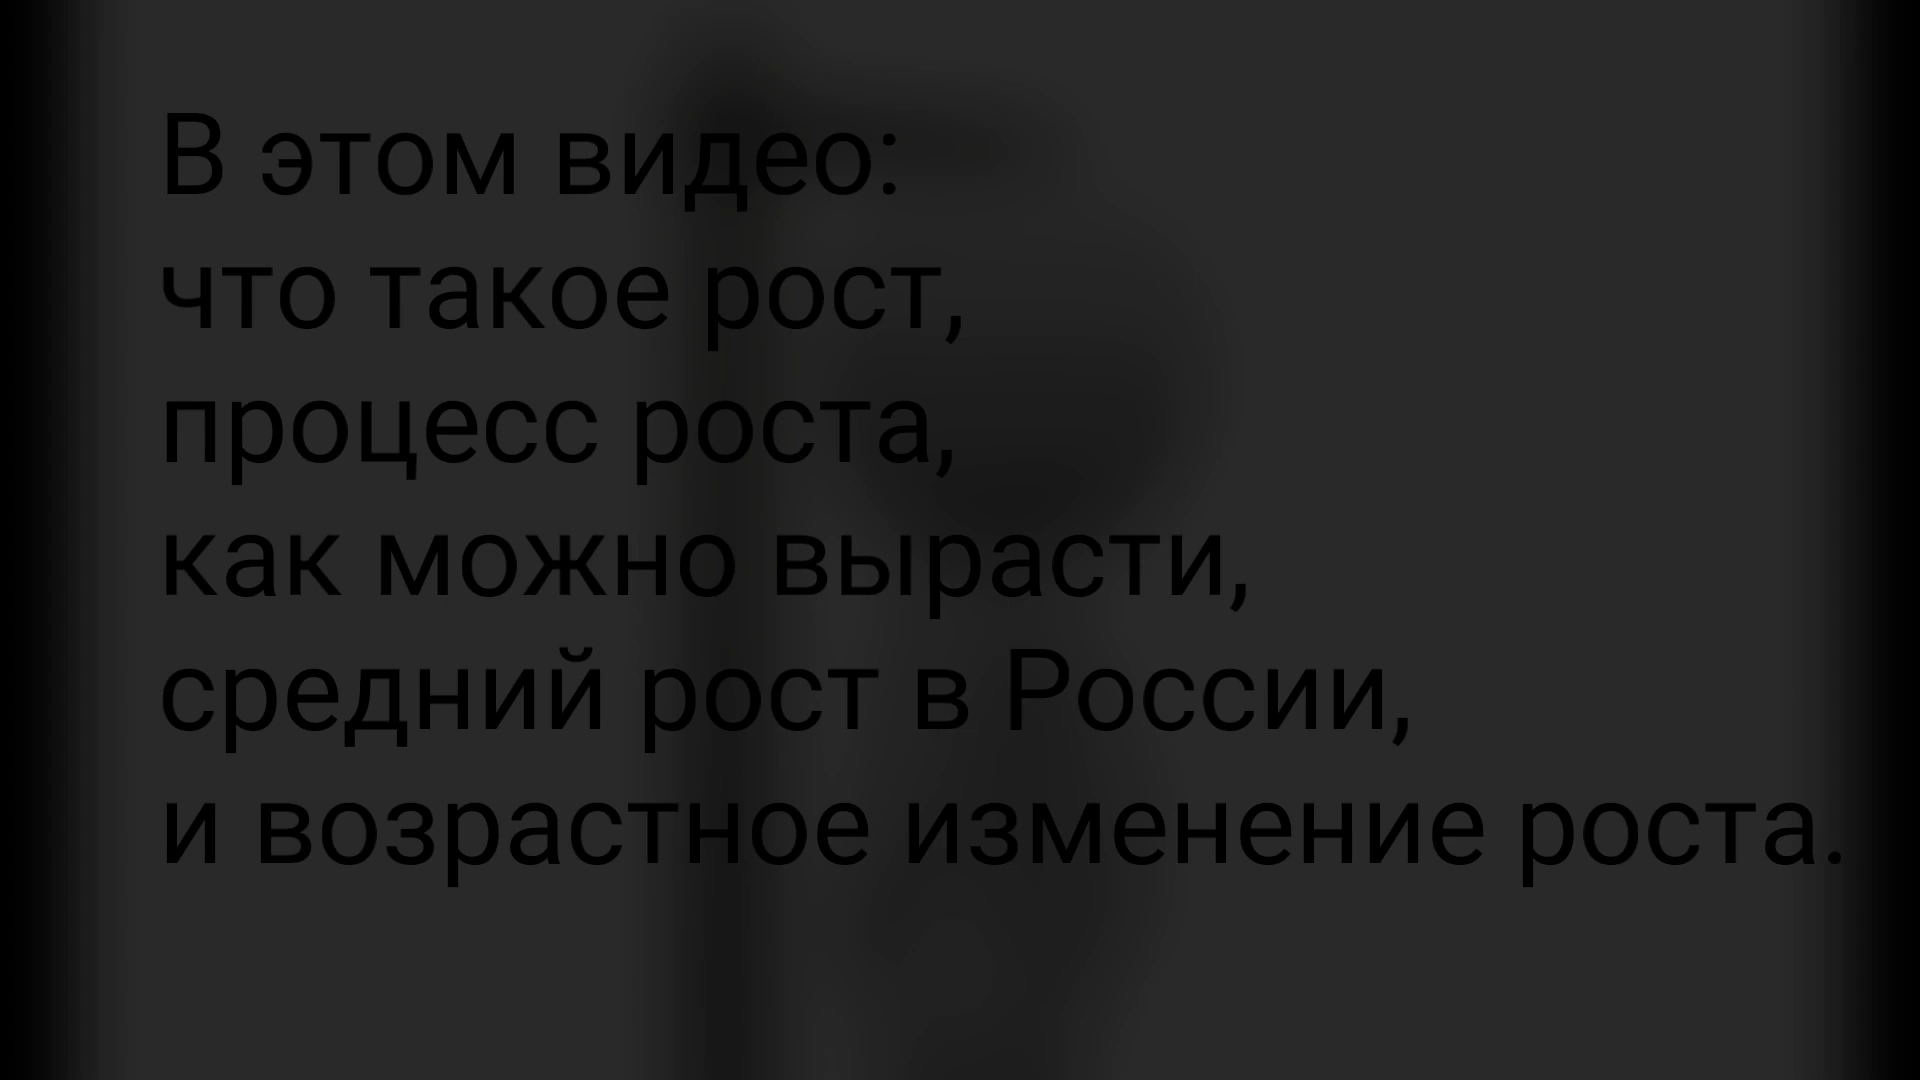 В этом видео:
что такое рост,
процесс роста,
как можно вырасти,
средний рост в России,
и возрастное изменение роста.